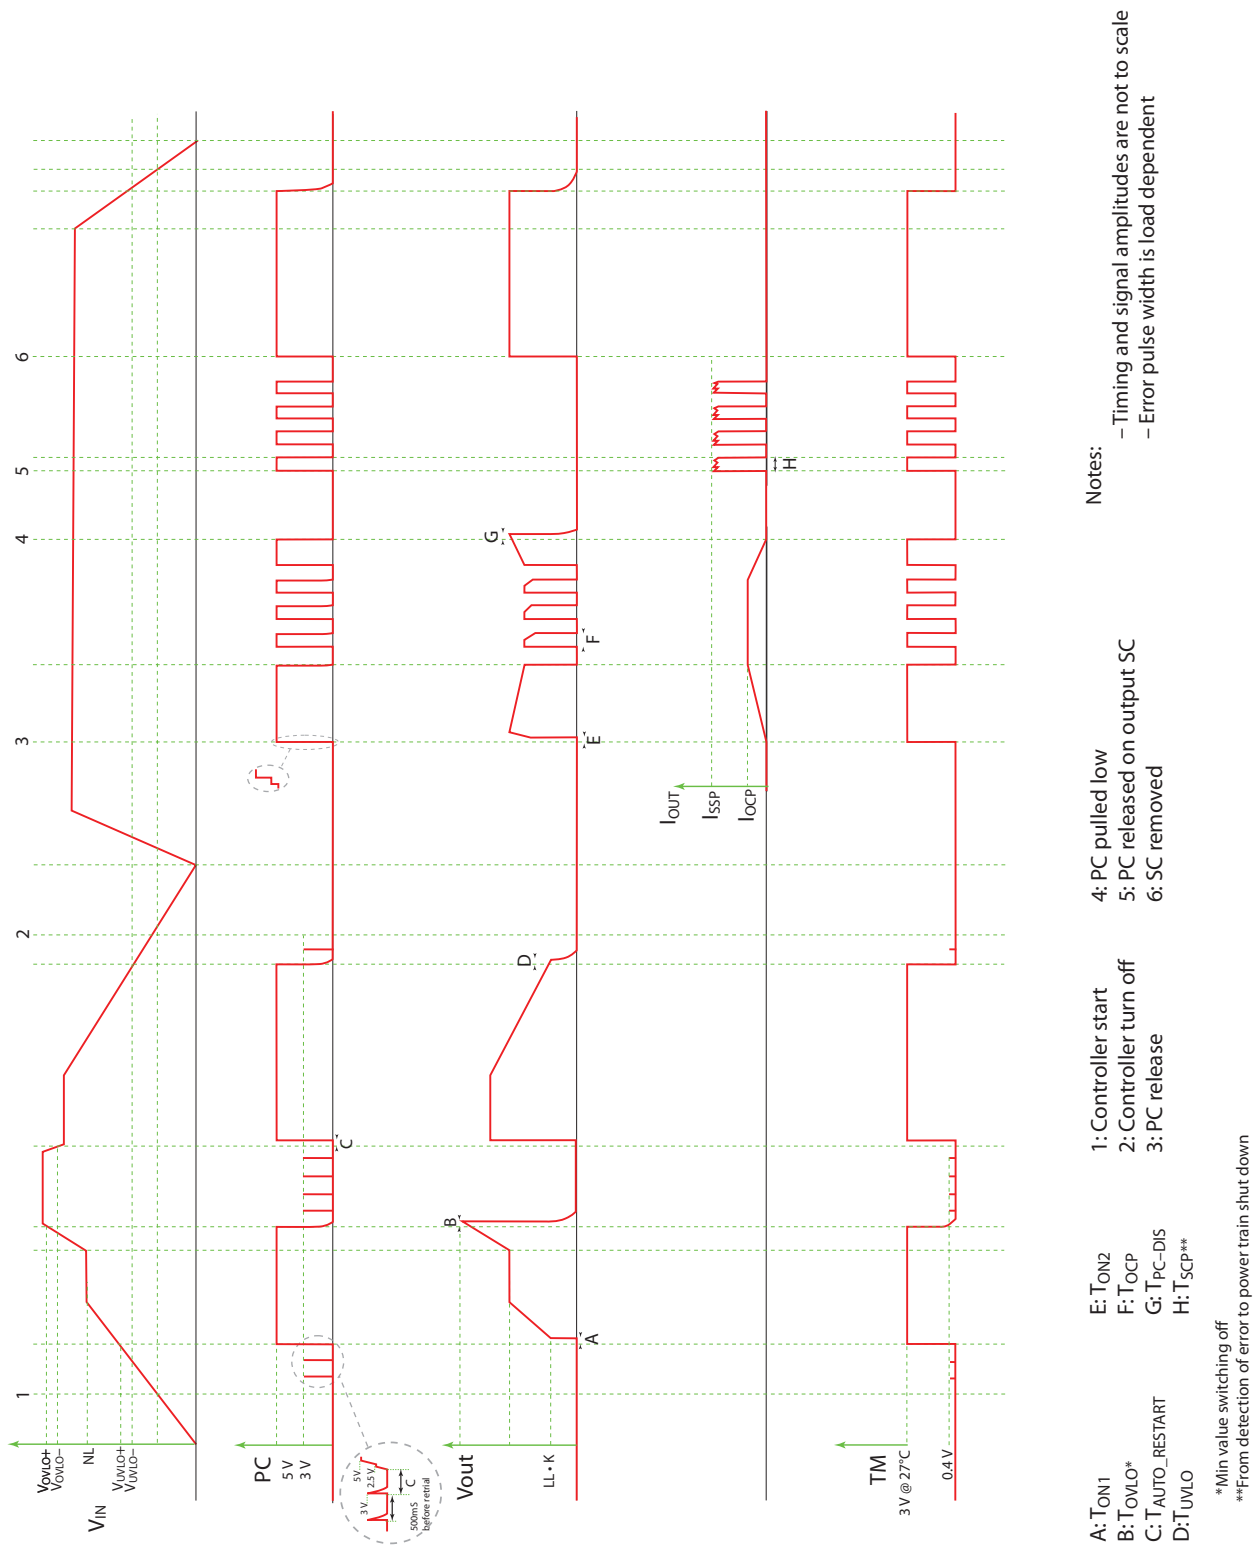 1
2
3
4
5
6
VOVLO+
VOVLO–
NL
VUVLO+
VUVLO–
VIN
PC
5 V
3 V
3 V
5V
2.5 V
C
500mS
before retrial
C
Vout
LL • K
A
B
D
E
F
G
IOUT
ISSP
IOCP
H
TM
3 V @ 27°C
0.4 V
A: TON1
B: TOVLO*
C: TAUTO_RESTART
D:TUVLO
E: TON2
F: TOCP
G: TPC–DIS
H: TSCP**
1: Controller start
2: Controller turn off
3: PC release
4: PC pulled low
5: PC released on output SC
6: SC removed
Notes:
– Timing and signal amplitudes are not to scale
– Error pulse width is load dependent
*Min value switching off
**From detection of error to power train shut down